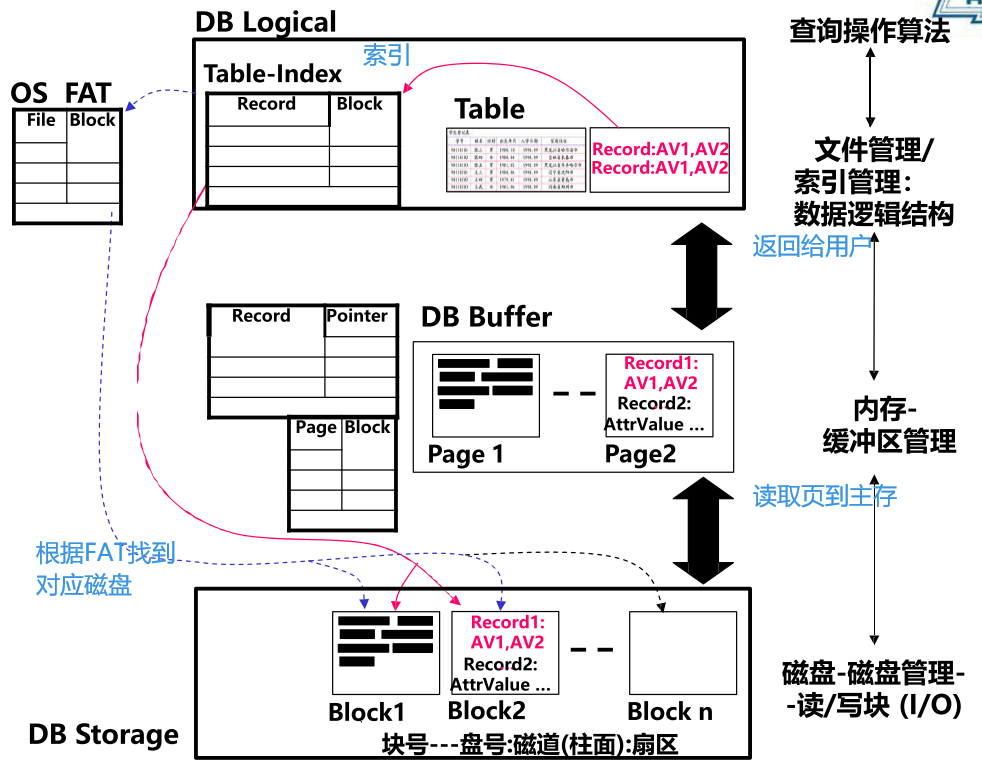 DB Logical
查询操作算法
索引
Table-Index
OS FAT
Record
Block
File
Block
Table
Record:AV1,AV2
Record:AV1,AV2
文件管理/
索引管理：
数据逻辑结构
返回给用户
Record
Pointer
DB Buffer
Record1:
AV1,AV2
Record2:
AttrValue ...
Page 1
Page2
内存-
缓冲区管理
Page
Block
读取页到主存
根据FAT找到
对应磁盘
Record1:
AV1,AV2
Record2:
AttrValue ...
Block1
Block2
Block n
磁盘-磁盘管理-
-读/写块 (I/O)
DB Storage
块号---盘号:磁道(柱面):扇区